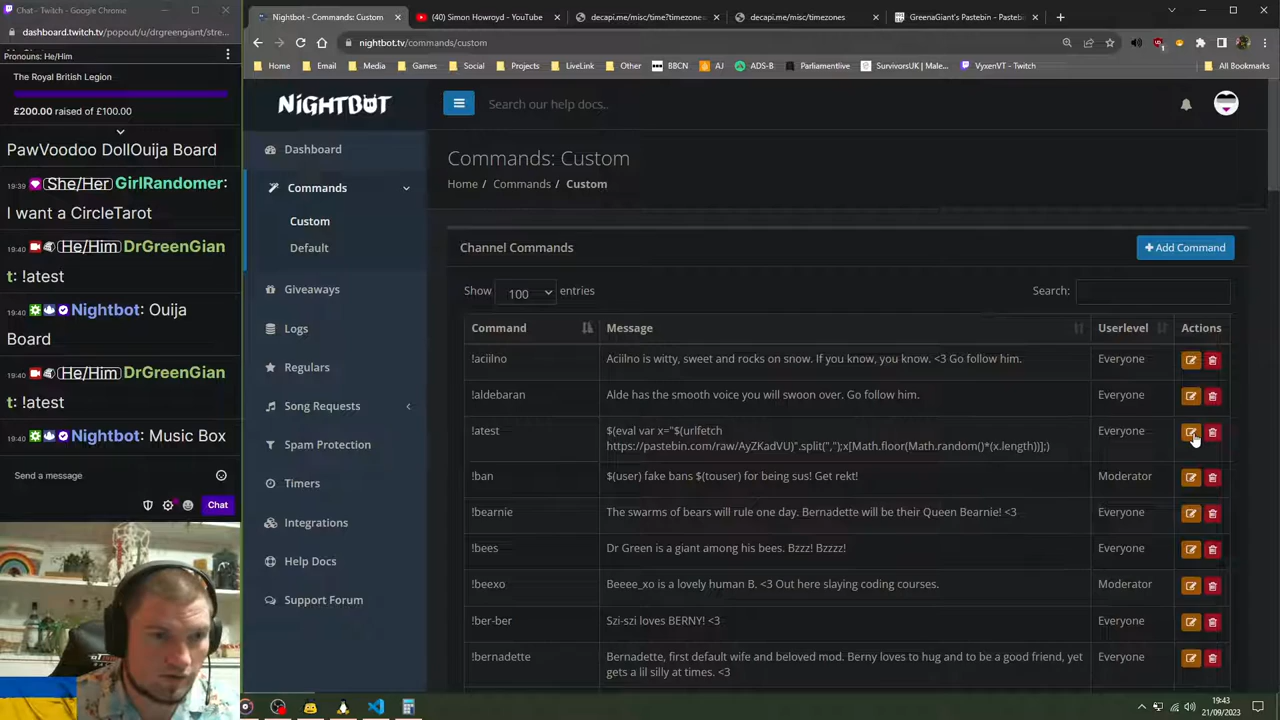 Chat - Twitch - Google Chrome
dashboard.twitch.tv/popout/u/drgreengiant/stre...
Pronouns: He/Him
The Royal British Legion
£200.00 raised of £100.00
PawVoodoo DollOuija Board
19:39 She/Her GirlRandomer:
I want a CircleTarot
19:40 He/Him DrGreenGian
t: !atest
19:40 Nightbot: Ouija
Board
19:40 He/Him DrGreenGian
t: !atest
19:40 Nightbot: Music Box
Send a message
Chat
Nightbot - Commands: Custom
(40) Simon Howroyd - YouTube
decapi.me/misc/time?timezone=
decapi.me/misc/timezones
GreenaGiant's Pastebin - Pastebi
nightbot.tv/commands/custom
Home
Email
Media
Games
Social
Projects
LiveLink
Other
BBCN
AJ
ADS-B
Parliamentlive
SurvivorsUK | Male...
VyxenVT - Twitch
All Bookmarks
NIGHTBOT
Search our help docs..
Dashboard
Commands
Custom
Default
Giveaways
Logs
Regulars
Song Requests
Spam Protection
Timers
Integrations
Help Docs
Support Forum
Commands: Custom
Home / Commands / Custom
Channel Commands
+ Add Command
Show 100 entries
Search:
Command Message Userlevel Actions
!aciilno Aciilno is witty, sweet and rocks on snow. If you know, you know. <3 Go follow him. Everyone
!aldebaran Alde has the smooth voice you will swoon over. Go follow him. Everyone
!atest $(eval var x="$(urlfetch Everyone
https://pastebin.com/raw/AyZKadVU)".split(",");x[Math.floor(Math.random()*(x.length))];)
!ban $(user) fake bans $(touser) for being sus! Get rekt! Moderator
!bearnie The swarms of bears will rule one day. Bernadette will be their Queen Bearnie! <3 Everyone
!bees Dr Green is a giant among his bees. Bzzz! Bzzzz! Everyone
!beexo Beeee_xo is a lovely human B. <3 Out here slaying coding courses. Moderator
!ber-ber Szi-szi loves BERNY! <3 Everyone
!bernadette Bernadette, first default wife and beloved mod. Berny loves to hug and to be a good friend, yet Everyone
gets a lil silly at times. <3
19:43
21/09/2023